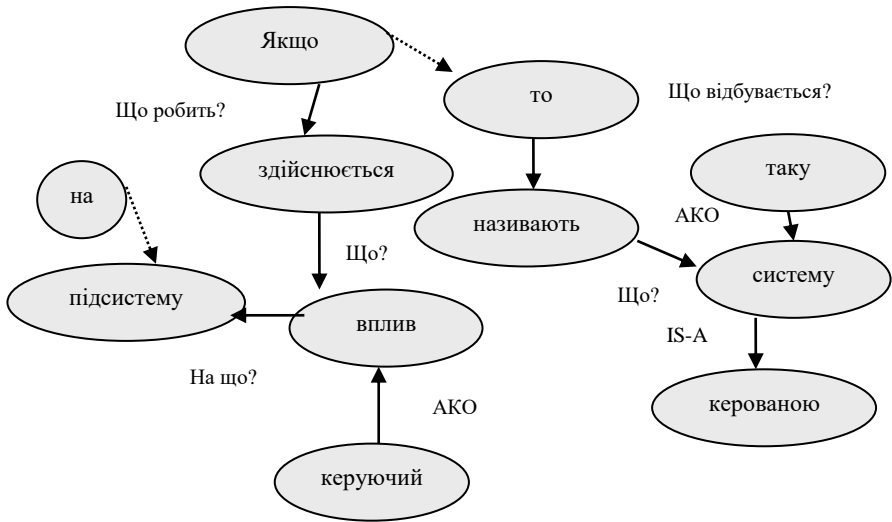 Якщо
то
Що відбувається?
Що робить?
здійснюється
таку
на
називають
АКО
Що?
систему
підсистему
Що?
вплив
IS-A
На що?
АКО
керованою
керуючий